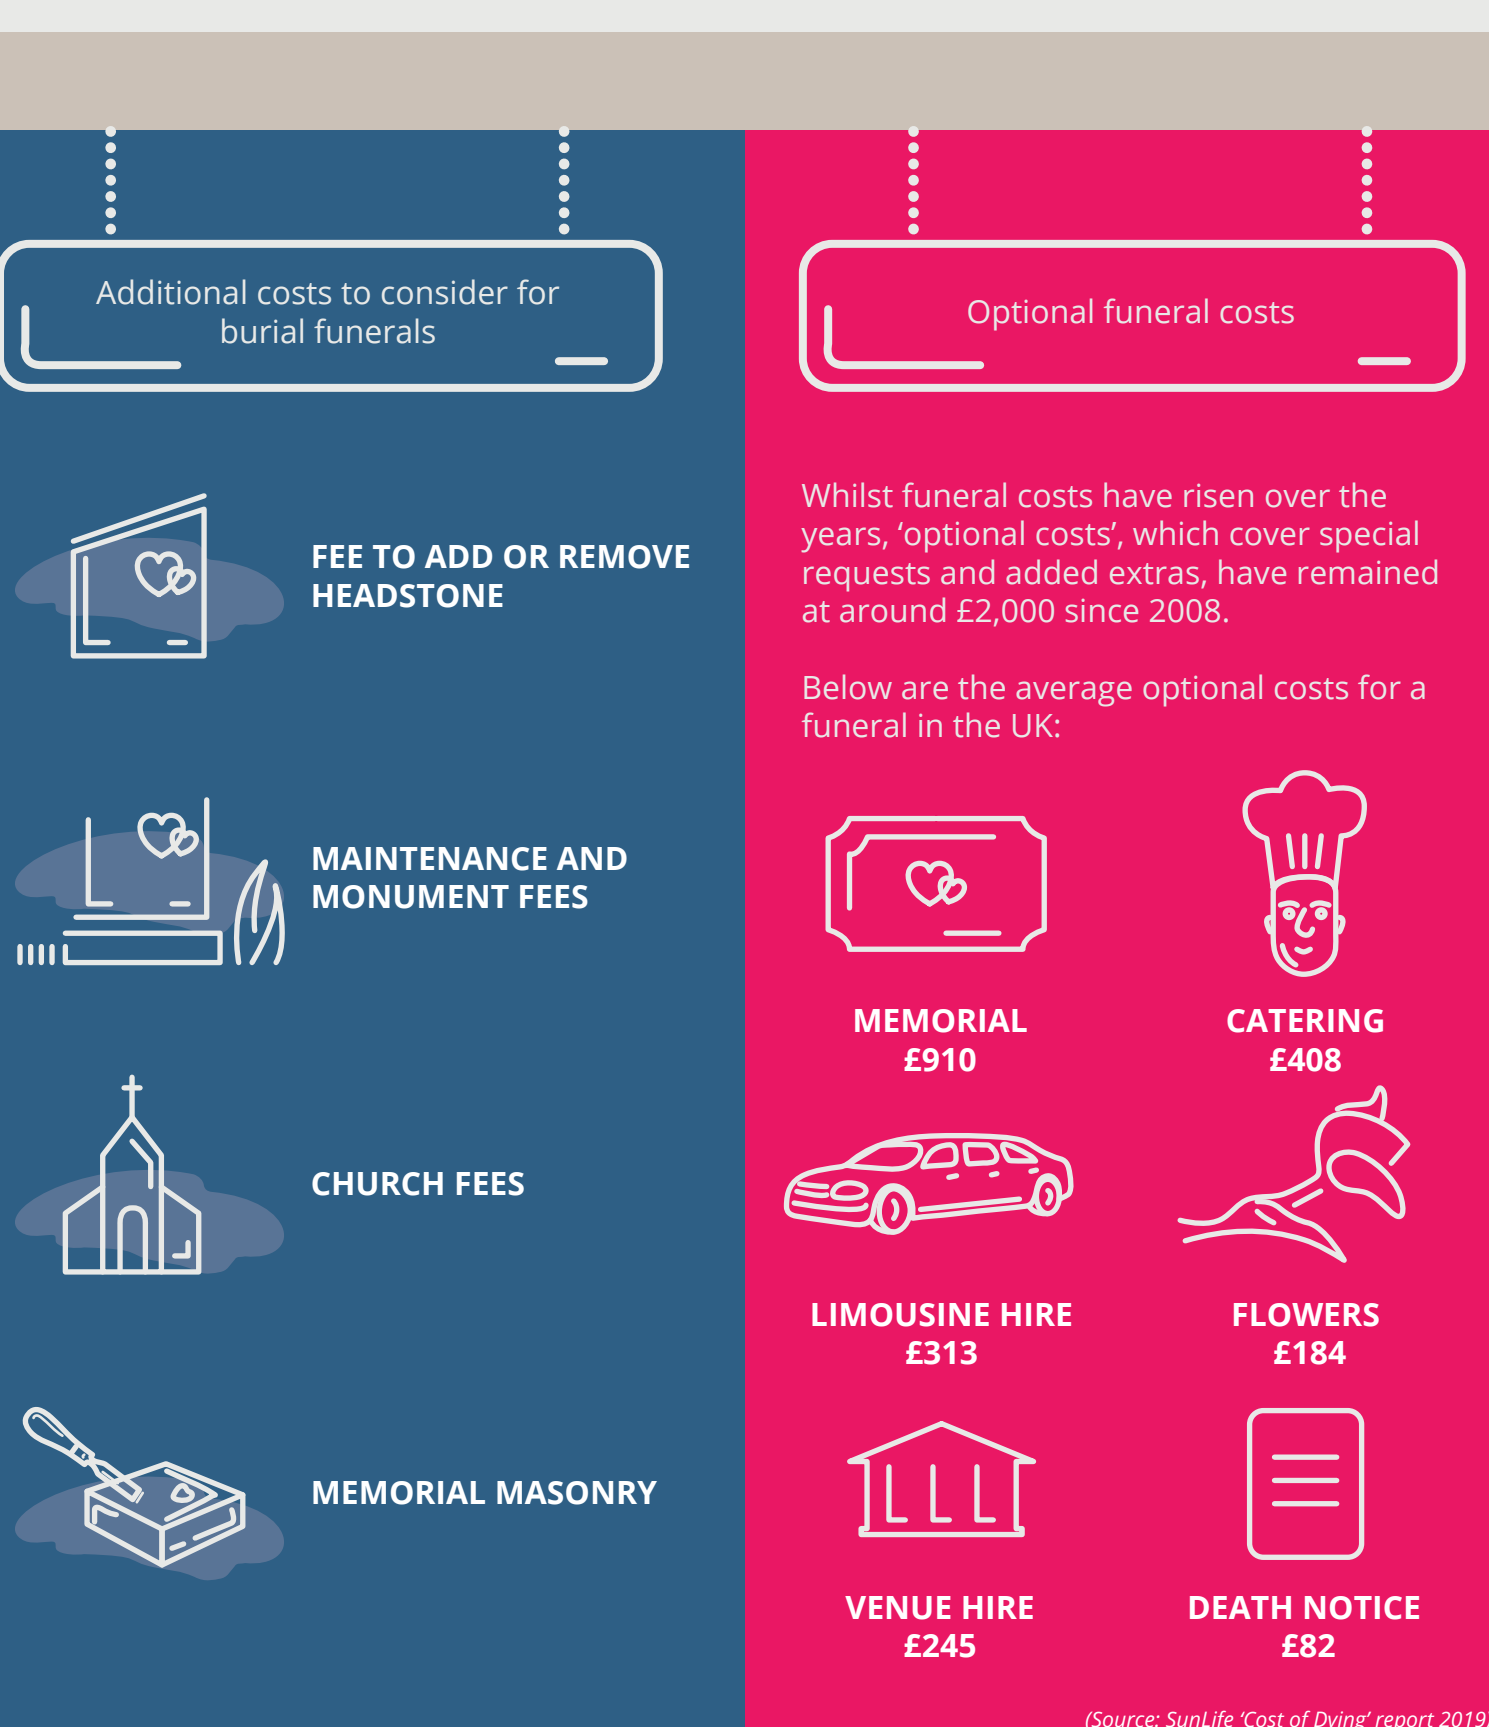 Additional costs to consider for
burial funerals
FEE TO ADD OR REMOVE
HEADSTONE
MAINTENANCE AND
MONUMENT FEES
CHURCH FEES
MEMORIAL MASONRY
Optional funeral costs
Whilst funeral costs have risen over the
years, ‘optional costs’, which cover special
requests and added extras, have remained
at around £2,000 since 2008.
Below are the average optional costs for a
funeral in the UK:
MEMORIAL
£910
CATERING
£408
LIMOUSINE HIRE
£313
FLOWERS
£184
VENUE HIRE
£245
DEATH NOTICE
£82
(Source: SunLife ‘Cost of Dying’ report 2019)